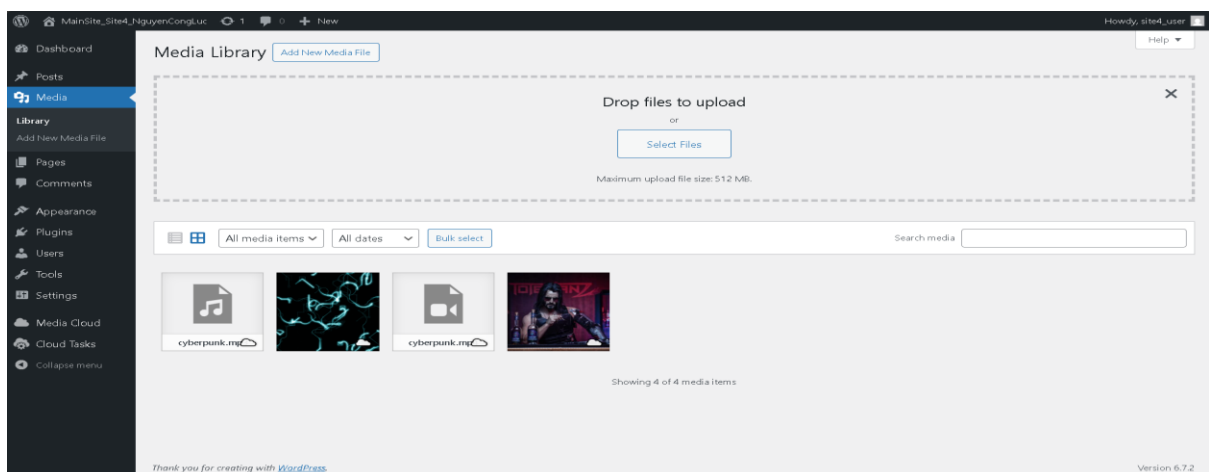 MainSite_Site4_NguyenCongLuc 1 0 + New Howdy, site4_user
Dashboard
Posts
Media
Library
Add New Media File
Pages
Comments
Appearance
Plugins
Users
Tools
Settings
Media Cloud
Cloud Tasks
Collapse menu
Help
Media Library Add New Media File
Drop files to upload
or
Select Files
Maximum upload file size: 512 MB.
All media items All dates Bulk select Search media
cyberpunk.mp
cyberpunk.mp
Showing 4 of 4 media items
Thank you for creating with WordPress. Version 6.7.2